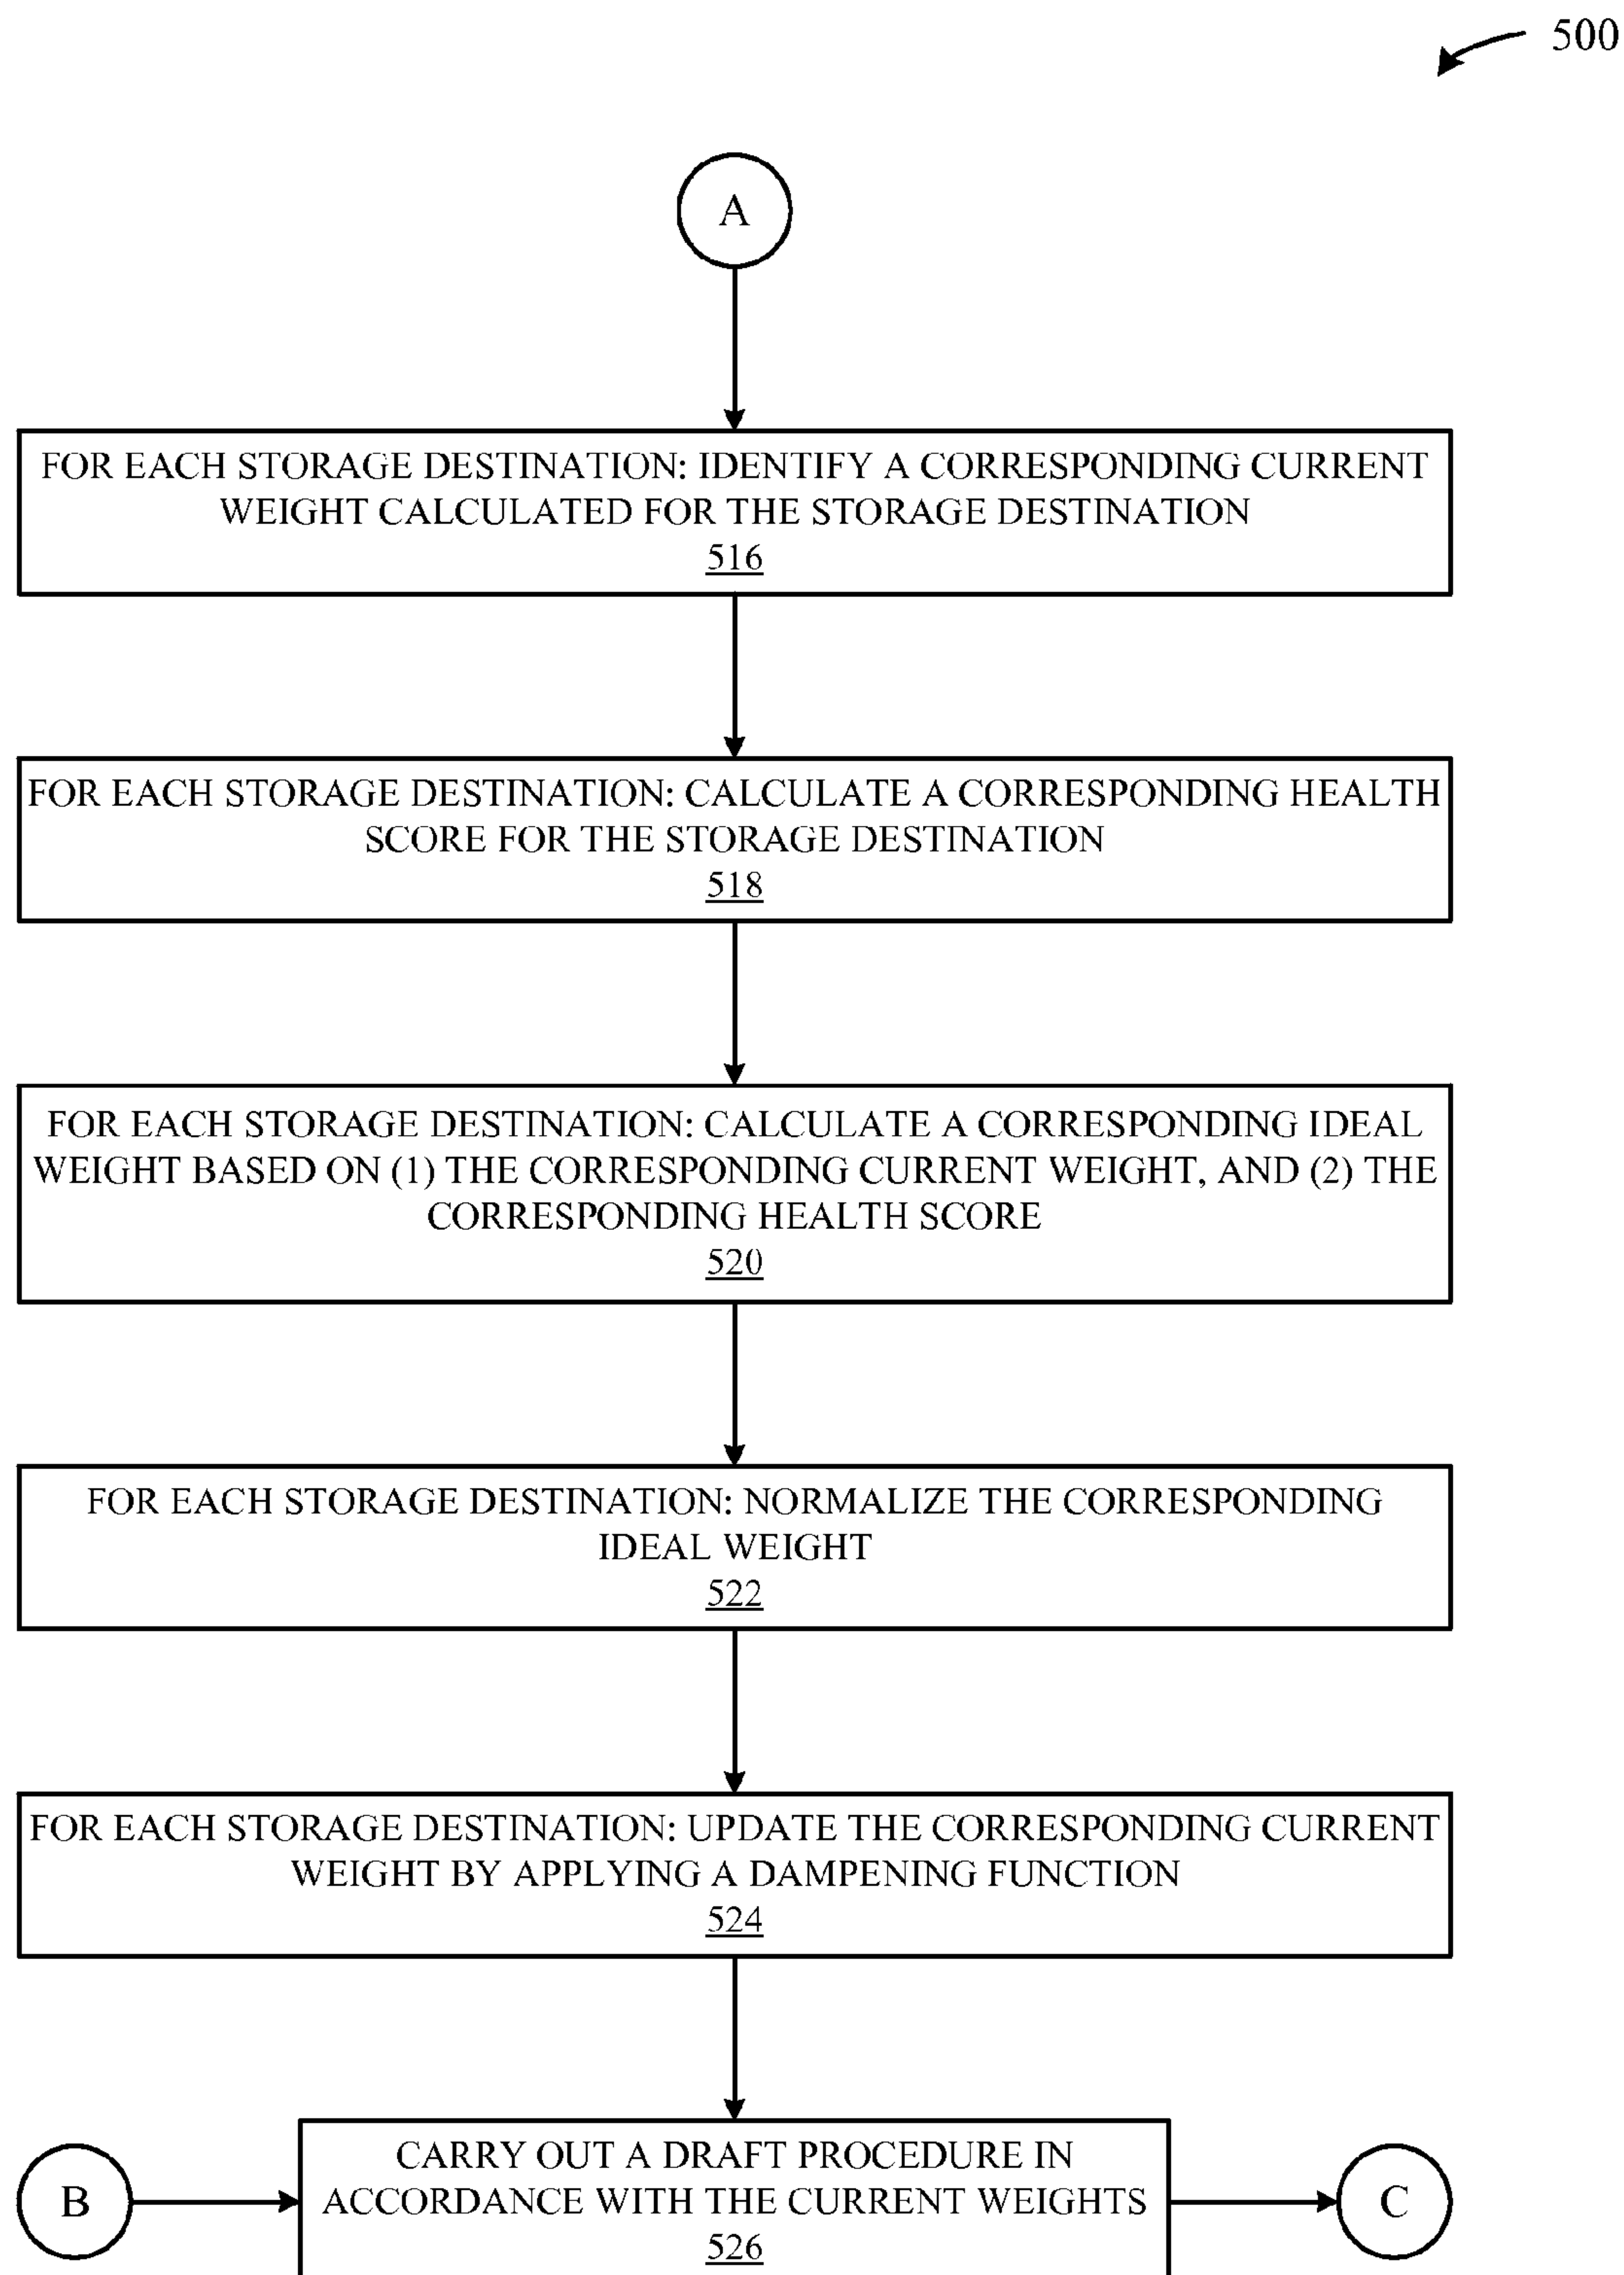 500
A
FOR EACH STORAGE DESTINATION: IDENTIFY A CORRESPONDING CURRENT
WEIGHT CALCULATED FOR THE STORAGE DESTINATION
516
FOR EACH STORAGE DESTINATION: CALCULATE A CORRESPONDING HEALTH
SCORE FOR THE STORAGE DESTINATION
518
FOR EACH STORAGE DESTINATION: CALCULATE A CORRESPONDING IDEAL
WEIGHT BASED ON (1) THE CORRESPONDING CURRENT WEIGHT, AND (2) THE
CORRESPONDING HEALTH SCORE
520
FOR EACH STORAGE DESTINATION: NORMALIZE THE CORRESPONDING
IDEAL WEIGHT
522
FOR EACH STORAGE DESTINATION: UPDATE THE CORRESPONDING CURRENT
WEIGHT BY APPLYING A DAMPENING FUNCTION
524
B
CARRY OUT A DRAFT PROCEDURE IN
ACCORDANCE WITH THE CURRENT WEIGHTS
526
C